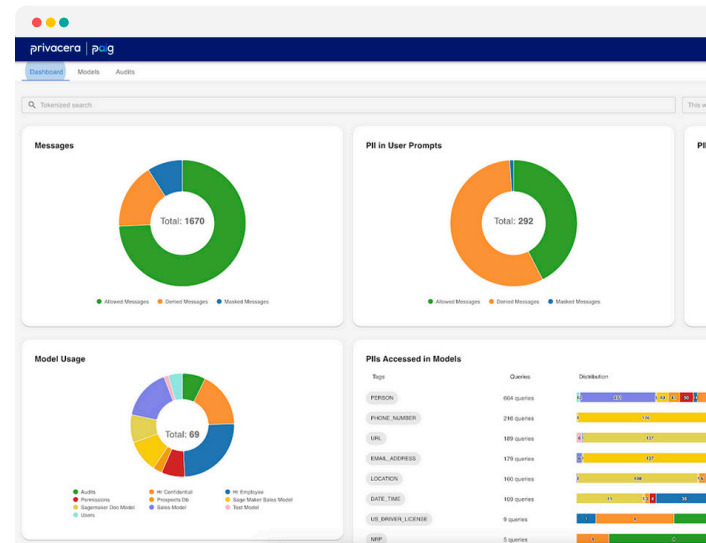 privacera | paig
Dashboard Models Audits
Tokenized search
This w
Messages
Total: 1670
Allowed Messages Denied Messages Masked Messages
PII in User Prompts
Total: 292
Allowed Messages Denied Messages Masked Messages
PI
Model Usage
Total: 69
Audits Hr Confidential Hr Employee
Permissions Prospects Db Sage Maker Sales Model
Sagemaker Doc Model Sales Model Test Model
Users
PIIs Accessed in Models
Tags Queries Distribution
PERSON 664 queries
PHONE_NUMBER 216 queries
URL 189 queries
EMAIL_ADDRESS 179 queries
LOCATION 160 queries
DATE_TIME 100 queries
US_DRIVER_LICENSE 9 queries
NRP 5 queries